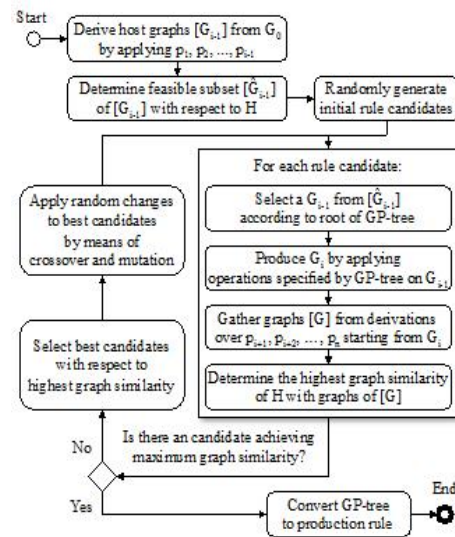 Start
Derive host graphs [G_{i-1}] from G_0
by applying p_1, p_2, ..., p_{i-1}
Determine feasible subset [Ĝ_{i-1}]
of [G_{i-1}] with respect to H
Randomly generate
initial rule candidates
For each rule candidate:
Select a G_{i-1} from [Ĝ_{i-1}]
according to root of GP-tree
Produce G_i by applying
operations specified by GP-tree on G_{i-1}
Gather graphs [G] from derivations
over p_{i+1}, p_{i+2}, ..., p_n starting from G_i
Determine the highest graph similarity
of H with graphs of [G]
Apply random changes
to best candidates
by means of
crossover and mutation
Select best candidates
with respect to
highest graph similarity
No
Is there an candidate achieving
maximum graph similarity?
Yes
Convert GP-tree
to production rule
End